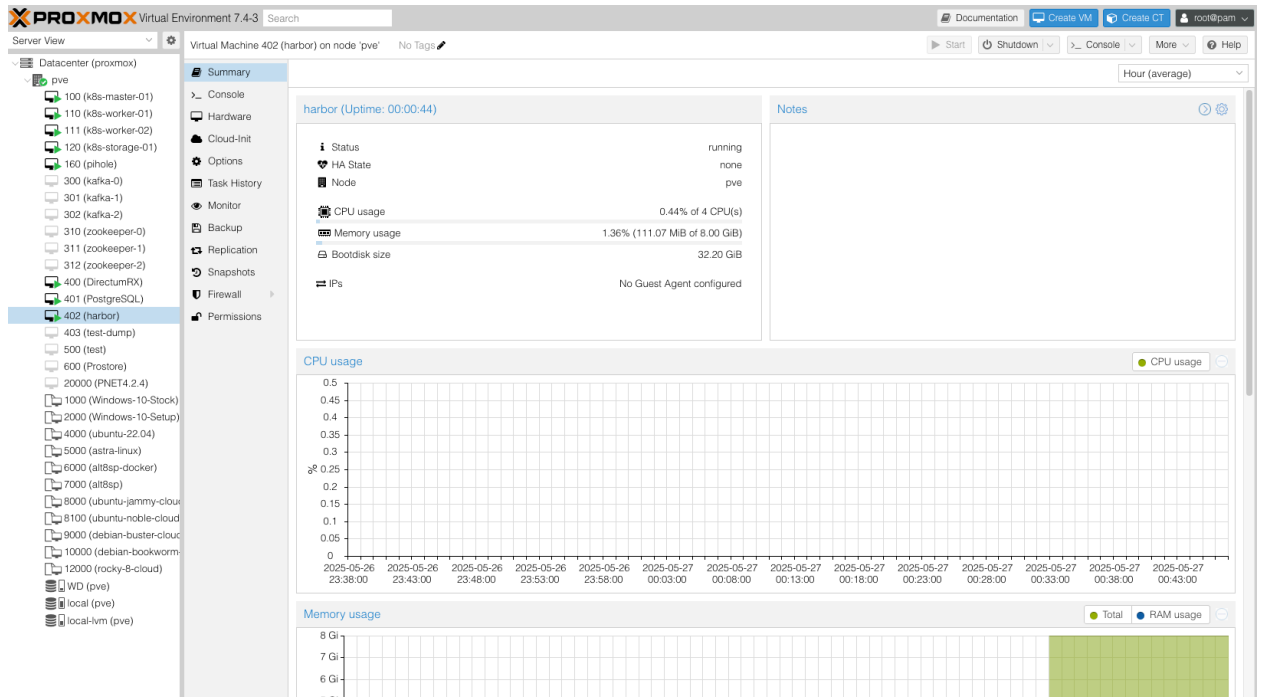 PROXMOX Virtual Environment 7.4-3 Search Documentation Create VM Create CT root@pam
Server View
Virtual Machine 402 (harbor) on node 'pve' No Tags Start Shutdown Console More Help
Datacenter (proxmox)
pve
100 (k8s-master-01)
110 (k8s-worker-01)
111 (k8s-worker-02)
120 (k8s-storage-01)
160 (pihole)
300 (kafka-0)
301 (kafka-1)
302 (kafka-2)
310 (zookeeper-0)
311 (zookeeper-1)
312 (zookeeper-2)
400 (DirectumRX)
401 (PostgreSQL)
402 (harbor)
403 (test-dump)
500 (test)
600 (Prostore)
20000 (PNET4.2.4)
1000 (Windows-10-Stock)
2000 (Windows-10-Setup)
4000 (ubuntu-22.04)
5000 (astra-linux)
6000 (alt8sp-docker)
7000 (alt8sp)
8000 (ubuntu-jammy-clou
8100 (ubuntu-noble-cloud
9000 (debian-buster-clouc
10000 (debian-bookworm-
12000 (rocky-8-cloud)
WD (pve)
local (pve)
local-lvm (pve)
Summary
Console
Hardware
Cloud-Init
Options
Task History
Monitor
Backup
Replication
Snapshots
Firewall
Permissions
Hour (average)
harbor (Uptime: 00:00:44)
Status running
HA State none
Node pve
CPU usage 0.44% of 4 CPU(s)
Memory usage 1.36% (111.07 MiB of 8.00 GiB)
Bootdisk size 32.20 GiB
IPs No Guest Agent configured
Notes
CPU usage CPU usage
0.5
0.45
0.4
0.35
0.3
0.25
0.2
0.15
0.1
0.05
0
%
2025-05-26 2025-05-26 2025-05-26 2025-05-26 2025-05-26 2025-05-27 2025-05-27 2025-05-27 2025-05-27 2025-05-27 2025-05-27 2025-05-27 2025-05-27 2025-05-27
23:38:00 23:43:00 23:48:00 23:53:00 23:58:00 00:03:00 00:08:00 00:13:00 00:18:00 00:23:00 00:28:00 00:33:00 00:38:00 00:43:00
Memory usage Total RAM usage
8 Gi
7 Gi
6 Gi